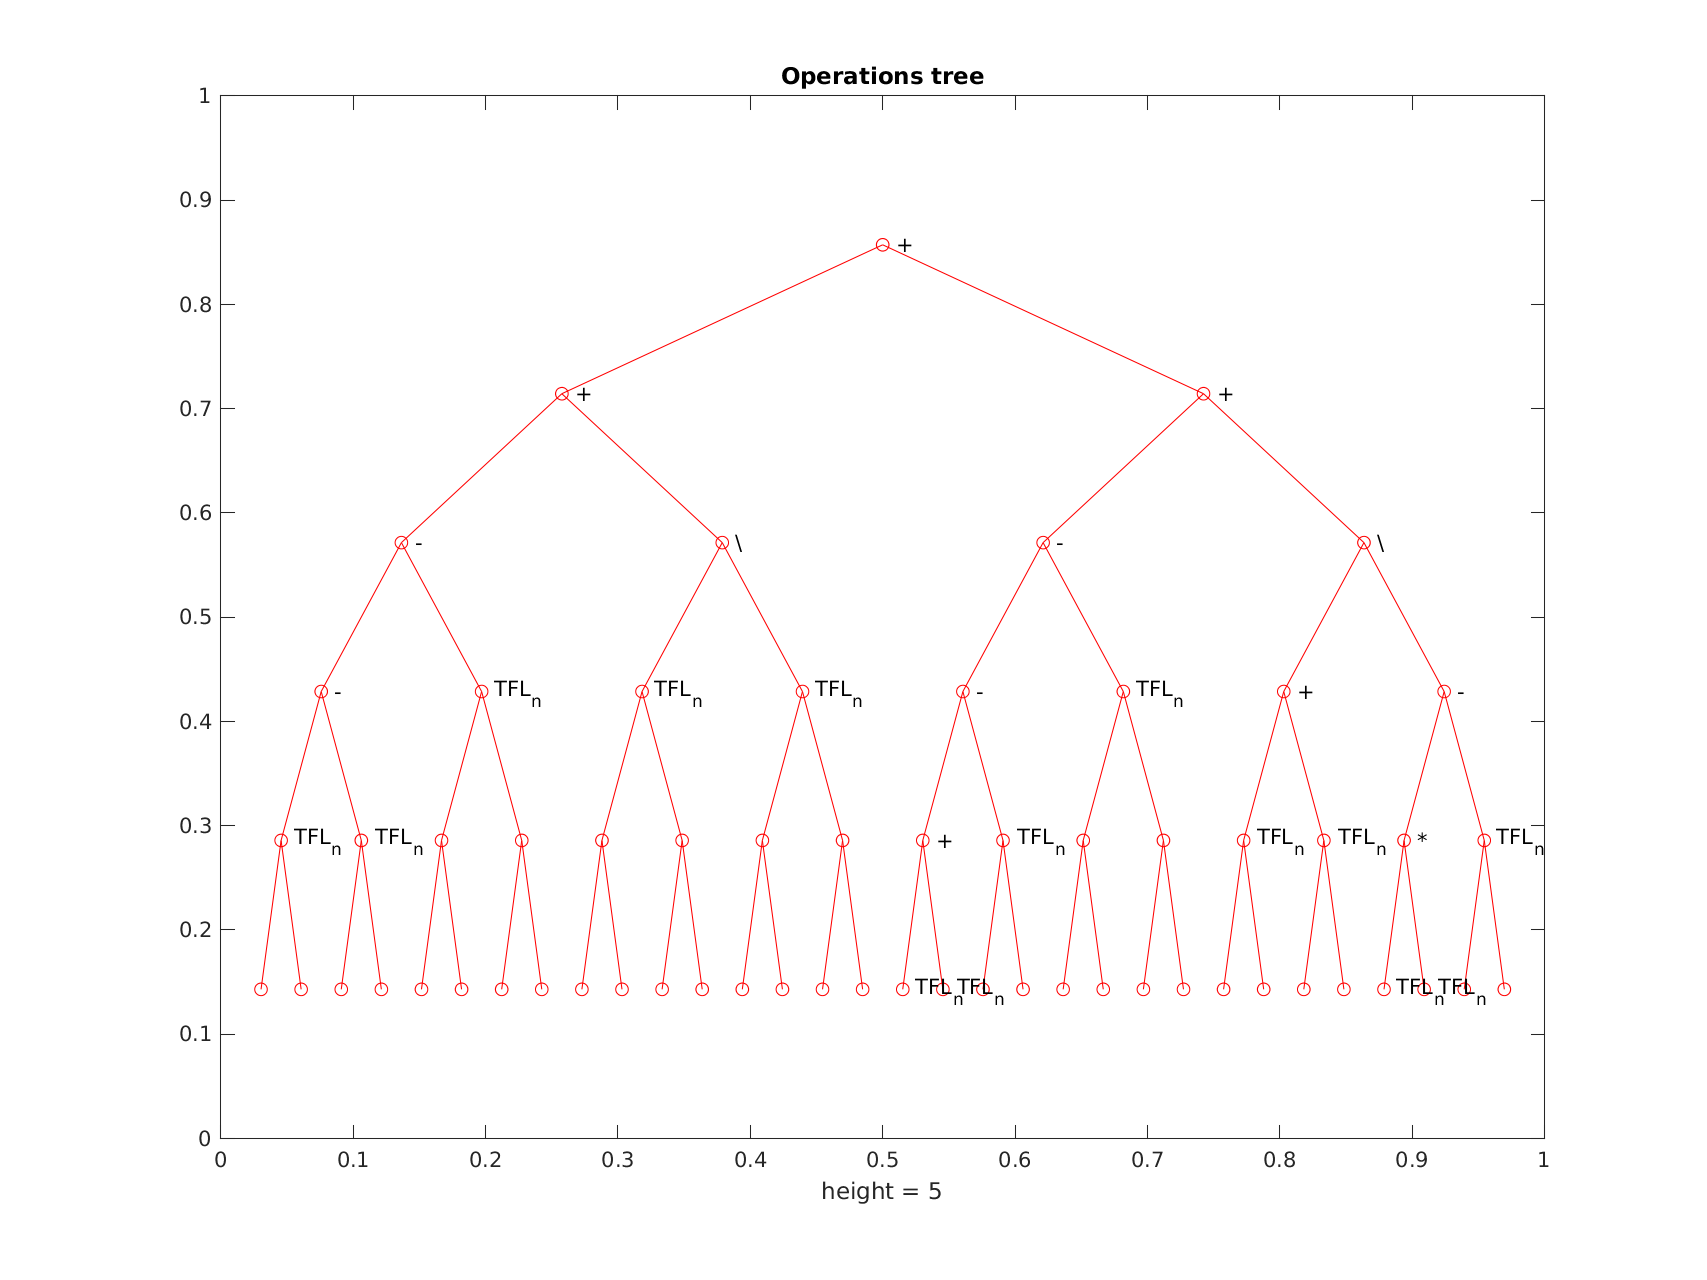 Operations tree
1
0.9
+
0.8
+ +
0.7
0.6
- \ - \
0.5
- TFLn TFLn TFLn - TFLn + -
0.4
0.3
TFLn TFLn + TFLn TFLn TFLn * TFLn
0.2
TFLn TFLn TFLn TFLn
0.1
0
0 0.1 0.2 0.3 0.4 0.5 0.6 0.7 0.8 0.9 1
height = 5